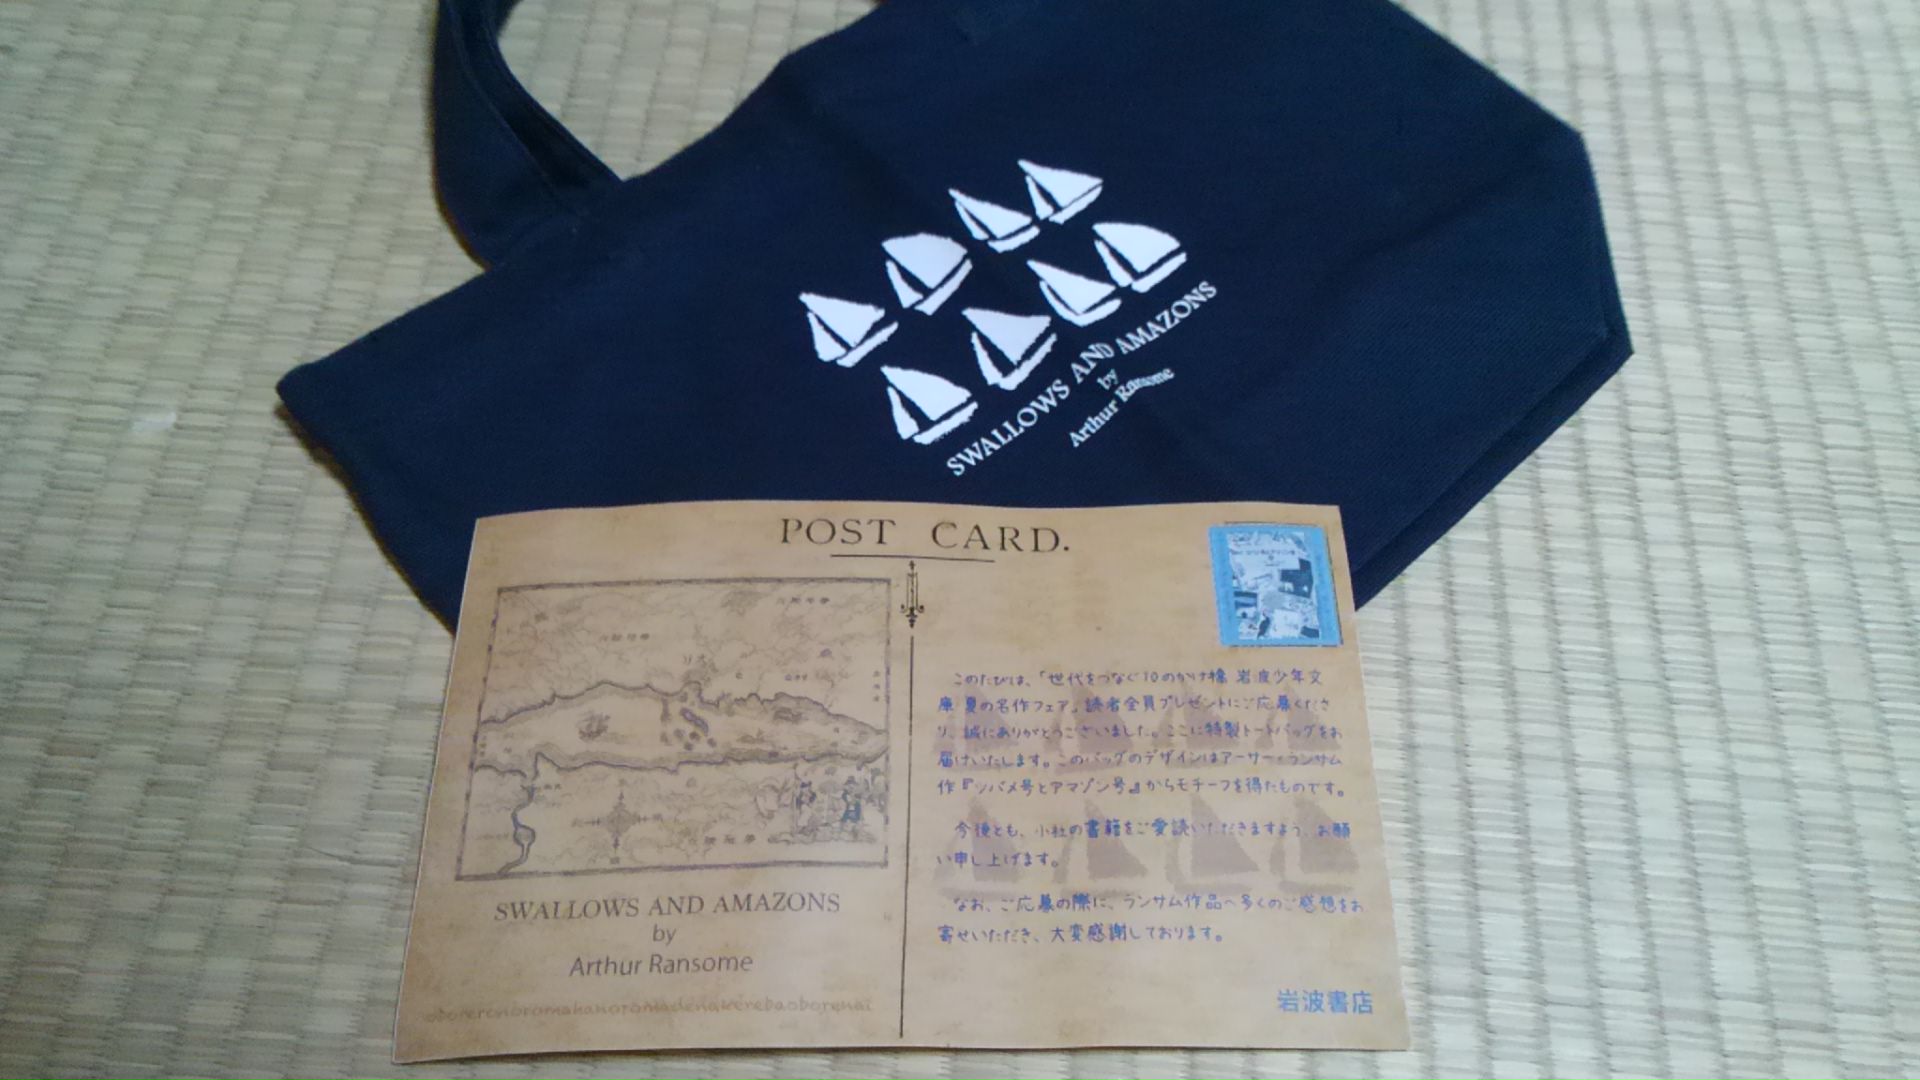 SWALLOWS AND AMAZONS
by
Arthur Ransome
POST CARD.
SWALLOWS AND AMAZONS
by
Arthur Ransome
このたびは、「世代をつなぐ10のかけ橋 岩波少年文
庫 夏の名作フェア」読者全員プレゼントにご応募くださ
り、誠にありがとうございました。ここに特製トートバッグをお
届けいたします。このバッグのデザインはアーサー・ランサム
作『ツバメ号とアマゾン号』からモチーフを得たものです。
今後とも、小社の書籍をご愛読いただきますよう、お願
い申し上げます。
なお、ご応募の際に、ランサム作品へ多くのご感想をお
寄せいただき、大変感謝しております。
岩波書店